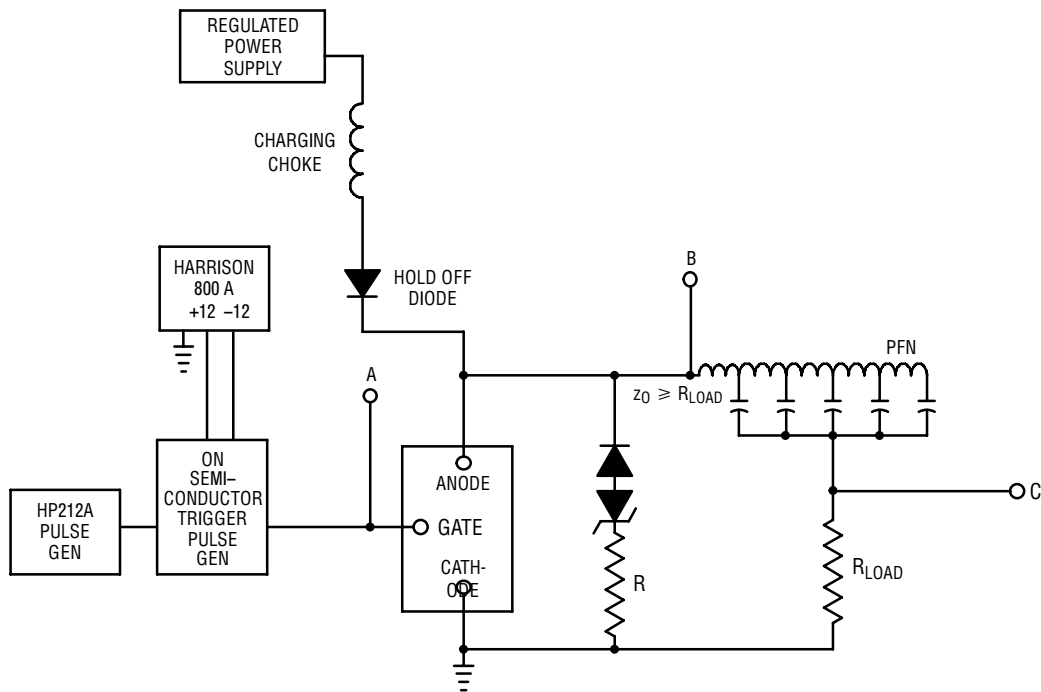 REGULATED
POWER
SUPPLY
CHARGING
CHOKE
HARRISON
800 A
+12 –12
HOLD OFF
DIODE
B
PFN
zO ≥ RLOAD
A
ANODE
GATE
CATH-
ODE
HP212A
PULSE
GEN
ON
SEMI–
CONDUCTOR
TRIGGER
PULSE
GEN
R
RLOAD
C